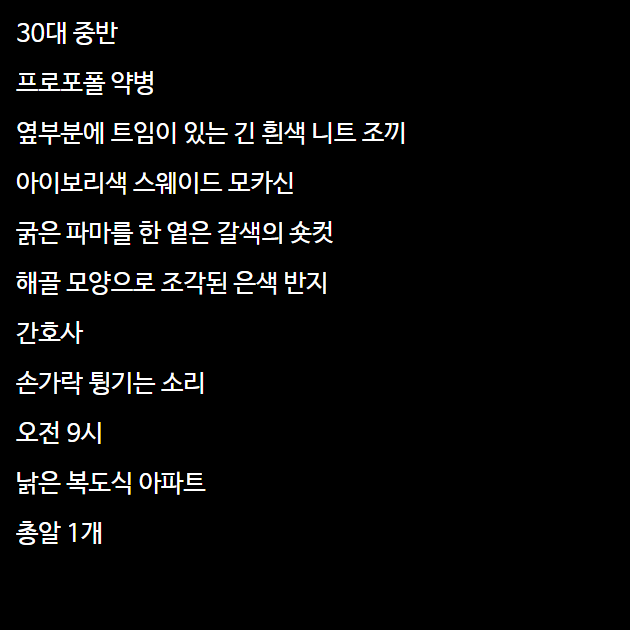 30대 중반
프로포폴 약병
옆부분에 트임이 있는 긴 흰색 니트 조끼
아이보리색 스웨이드 모카신
굵은 파마를 한 옅은 갈색의 숏컷
해골 모양으로 조각된 은색 반지
간호사
손가락 튕기는 소리
오전 9시
낡은 복도식 아파트
총알 1개